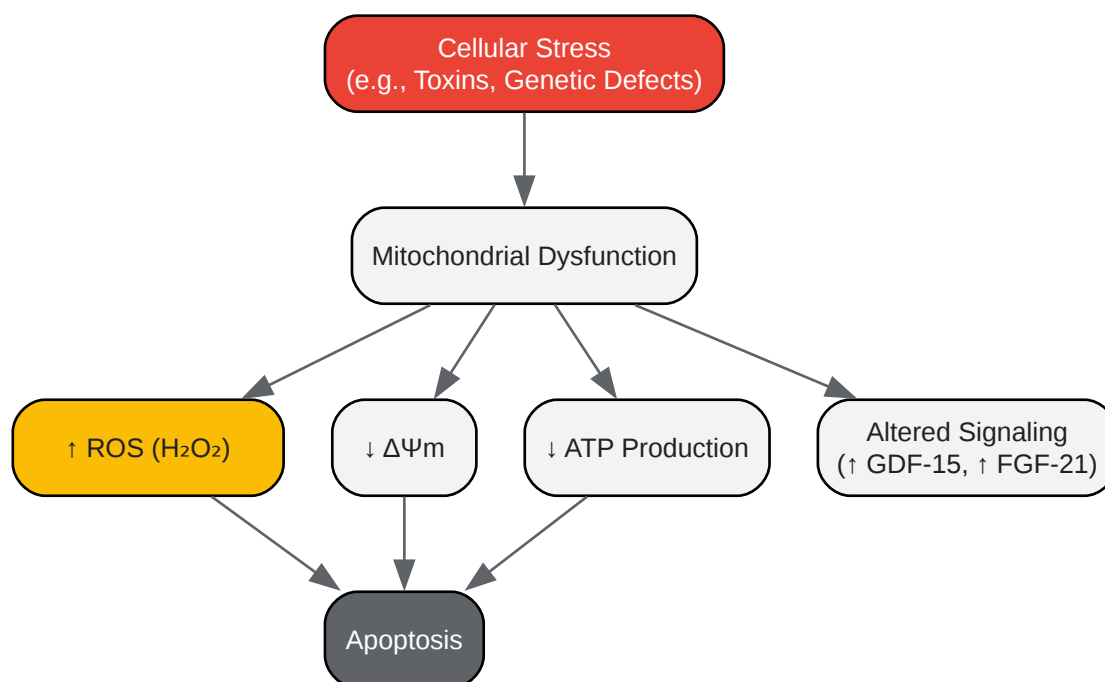 Cellular Stress
(e.g., Toxins, Genetic Defects)
Mitochondrial Dysfunction
↑ ROS (H₂O₂)
↓ ΔΨm
↓ ATP Production
Altered Signaling
(↑ GDF-15, ↑ FGF-21)
Apoptosis